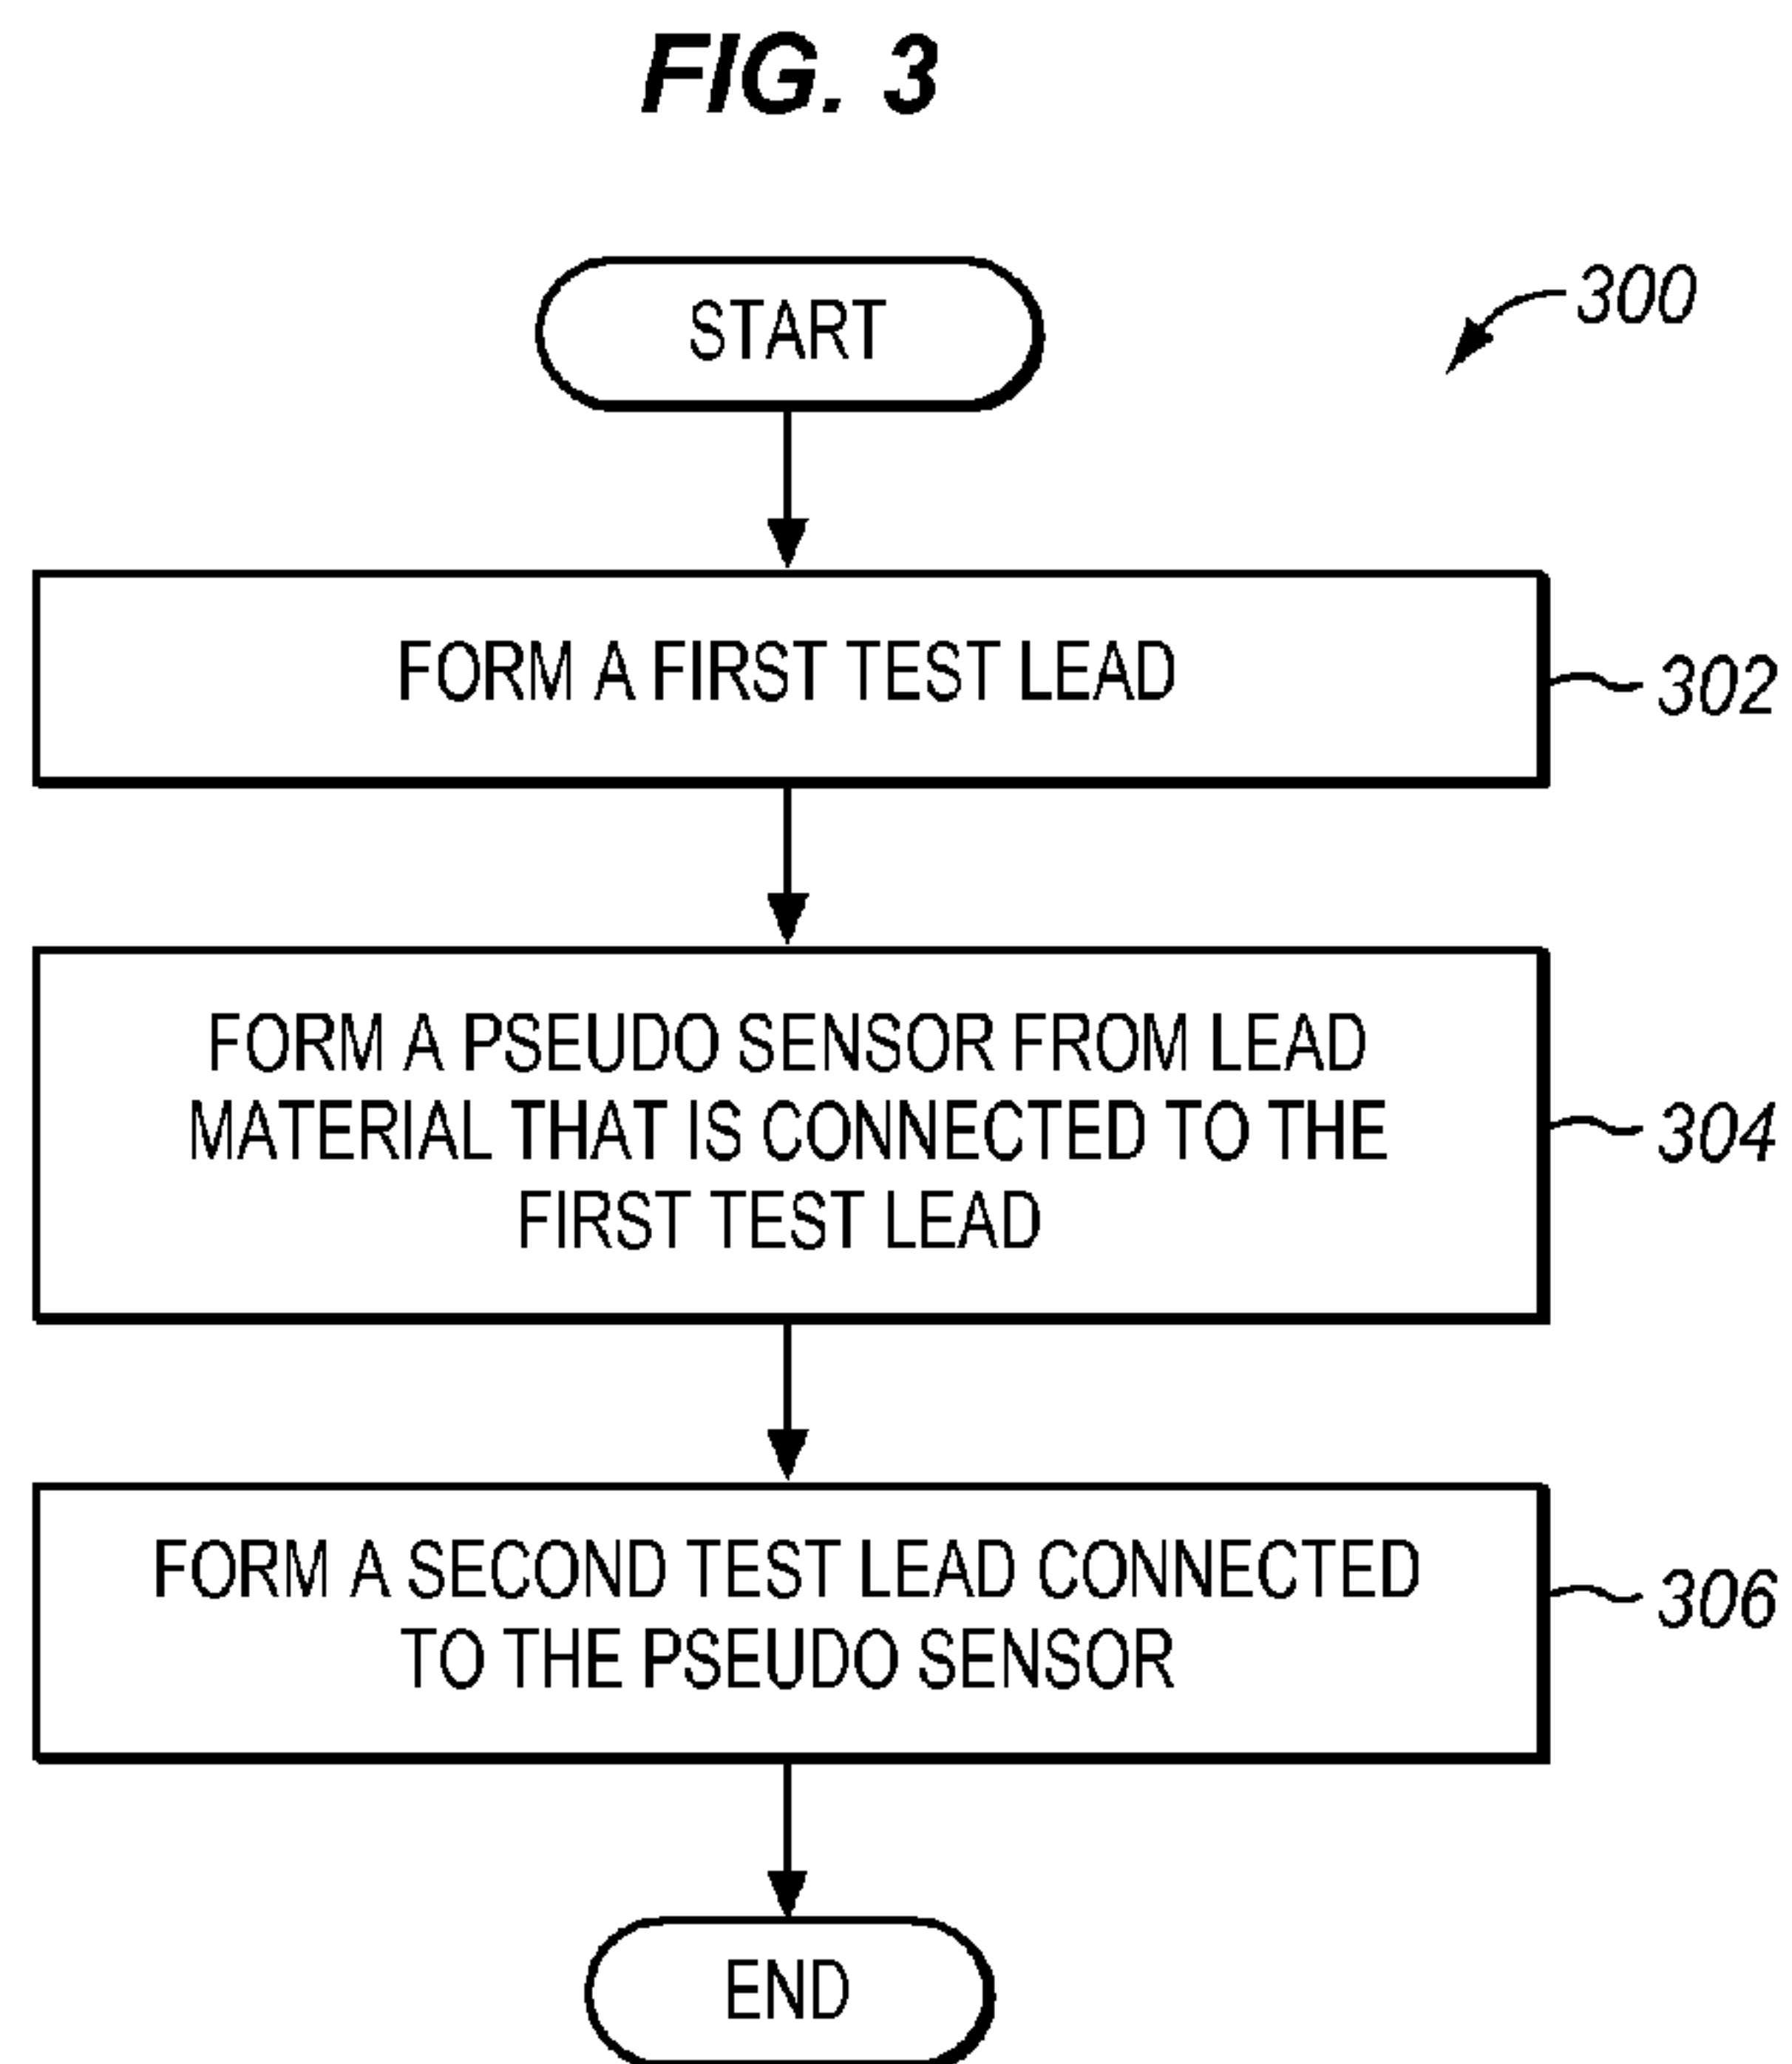 FIG. 3
START
300
FORM A FIRST TEST LEAD
302
FORM A PSEUDO SENSOR FROM LEAD
MATERIAL THAT IS CONNECTED TO THE
FIRST TEST LEAD
304
FORM A SECOND TEST LEAD CONNECTED
TO THE PSEUDO SENSOR
306
END